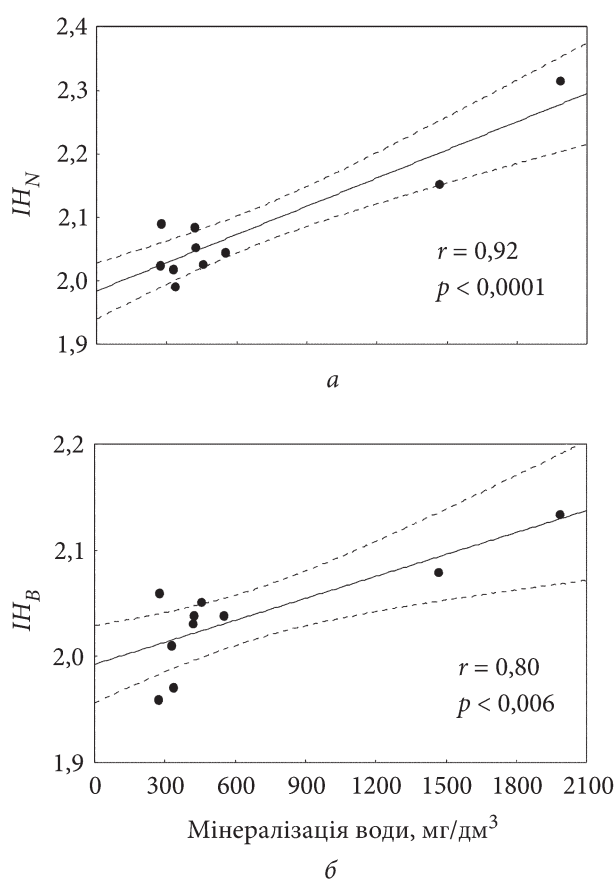 2,4
2,3
2,2
2,1
2,0
1,9
IH_N
r = 0,92
p < 0,0001
а
2,2
2,1
2,0
1,9
IH_B
r = 0,80
p < 0,006
0 300 600 900 1200 1500 1800 2100
Мінералізація води, мг/дм³
б